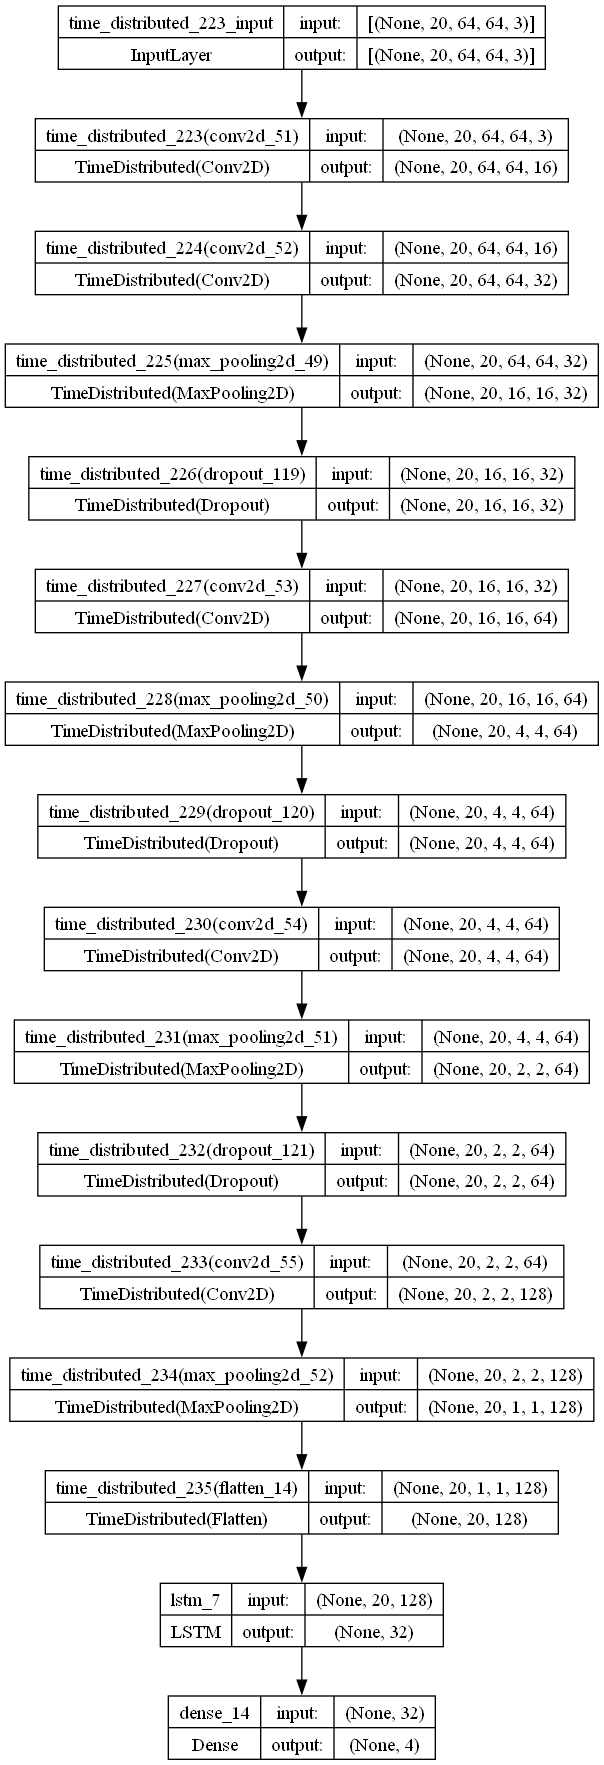 time_distributed_223_input input: [(None, 20, 64, 64, 3)]
InputLayer output: [(None, 20, 64, 64, 3)]
time_distributed_223(conv2d_51) input: (None, 20, 64, 64, 3)
TimeDistributed(Conv2D) output: (None, 20, 64, 64, 16)
time_distributed_224(conv2d_52) input: (None, 20, 64, 64, 16)
TimeDistributed(Conv2D) output: (None, 20, 64, 64, 32)
time_distributed_225(max_pooling2d_49) input: (None, 20, 64, 64, 32)
TimeDistributed(MaxPooling2D) output: (None, 20, 16, 16, 32)
time_distributed_226(dropout_119) input: (None, 20, 16, 16, 32)
TimeDistributed(Dropout) output: (None, 20, 16, 16, 32)
time_distributed_227(conv2d_53) input: (None, 20, 16, 16, 32)
TimeDistributed(Conv2D) output: (None, 20, 16, 16, 64)
time_distributed_228(max_pooling2d_50) input: (None, 20, 16, 16, 64)
TimeDistributed(MaxPooling2D) output: (None, 20, 4, 4, 64)
time_distributed_229(dropout_120) input: (None, 20, 4, 4, 64)
TimeDistributed(Dropout) output: (None, 20, 4, 4, 64)
time_distributed_230(conv2d_54) input: (None, 20, 4, 4, 64)
TimeDistributed(Conv2D) output: (None, 20, 4, 4, 64)
time_distributed_231(max_pooling2d_51) input: (None, 20, 4, 4, 64)
TimeDistributed(MaxPooling2D) output: (None, 20, 2, 2, 64)
time_distributed_232(dropout_121) input: (None, 20, 2, 2, 64)
TimeDistributed(Dropout) output: (None, 20, 2, 2, 64)
time_distributed_233(conv2d_55) input: (None, 20, 2, 2, 64)
TimeDistributed(Conv2D) output: (None, 20, 2, 2, 128)
time_distributed_234(max_pooling2d_52) input: (None, 20, 2, 2, 128)
TimeDistributed(MaxPooling2D) output: (None, 20, 1, 1, 128)
time_distributed_235(flatten_14) input: (None, 20, 1, 1, 128)
TimeDistributed(Flatten) output: (None, 20, 128)
lstm_7 input: (None, 20, 128)
LSTM output: (None, 32)
dense_14 input: (None, 32)
Dense output: (None, 4)